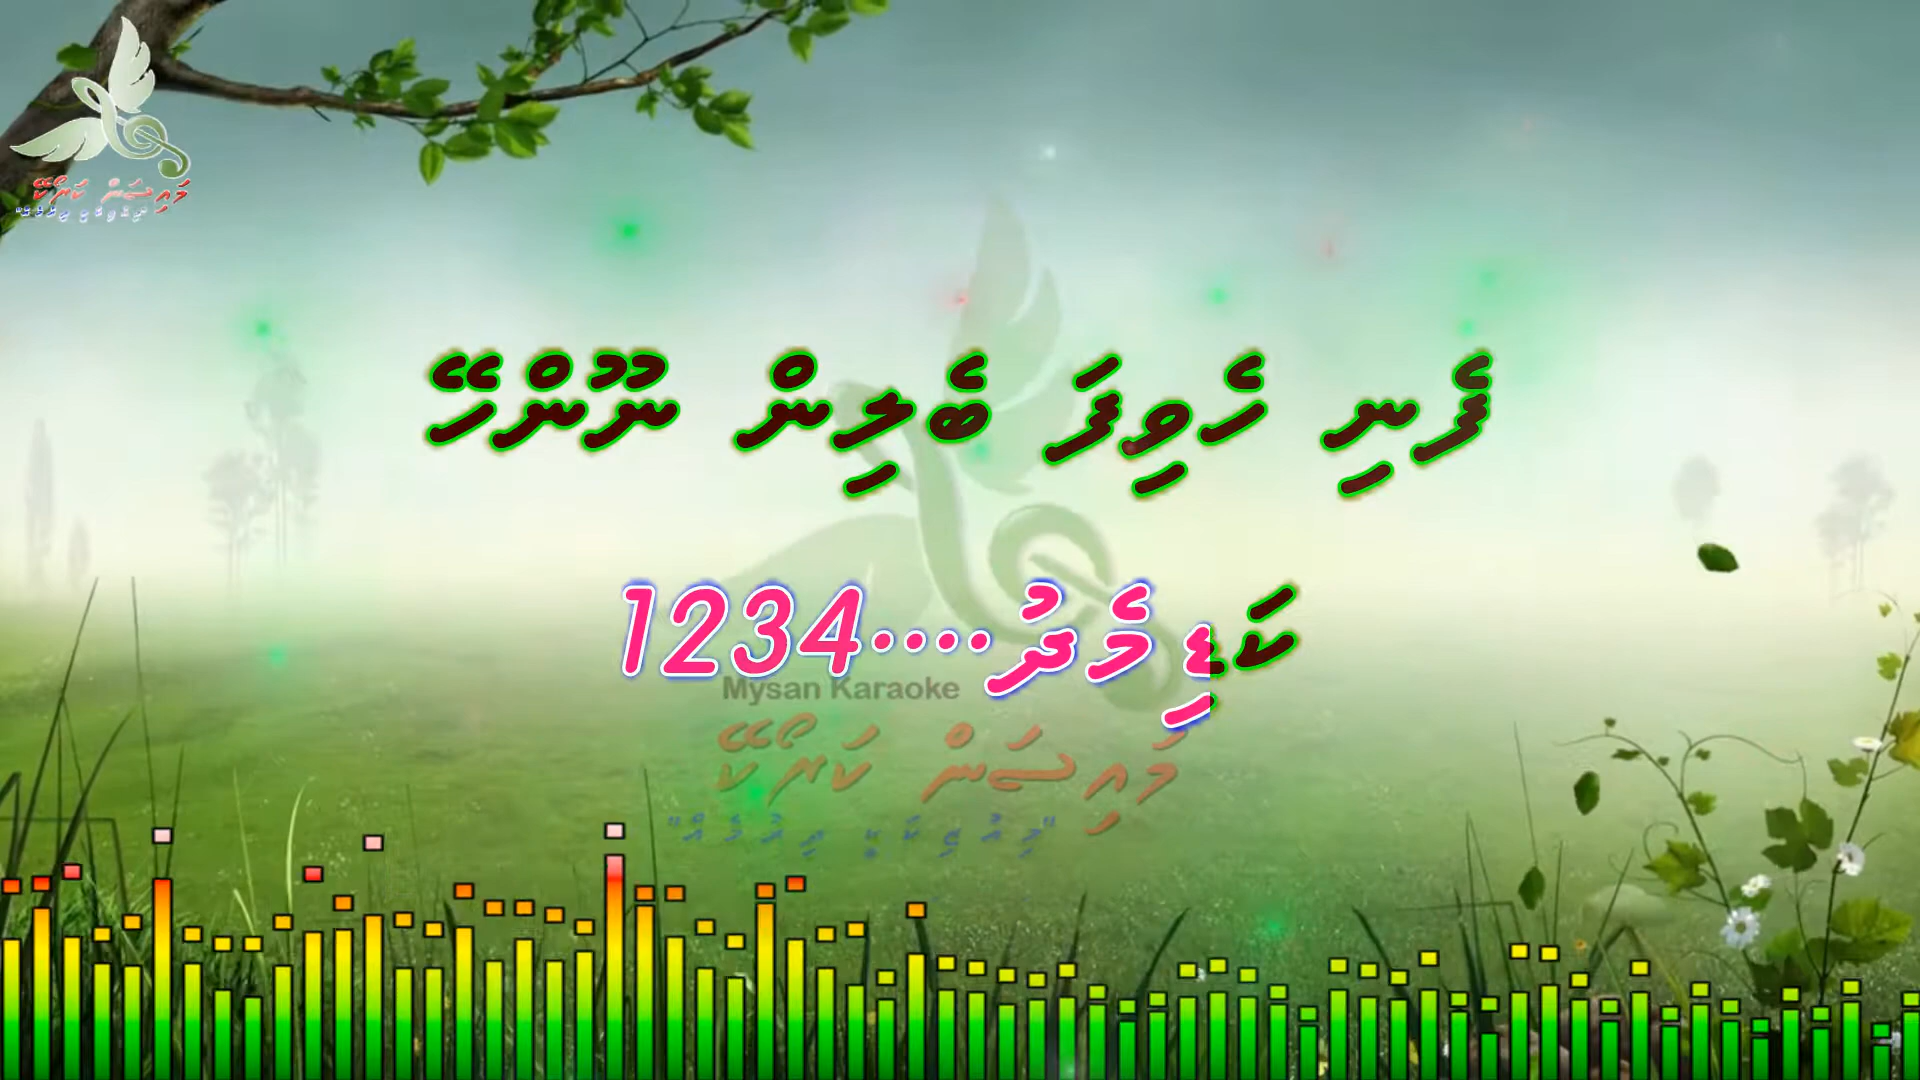 މައިސަން ކަރޯކޭ
ފެނި ހެވިފަ ބެލިން ނޫންހޭ
ކަޑީމެދު....1234
Mysan Karaoke
މައިސަން ކަރޯކޭ